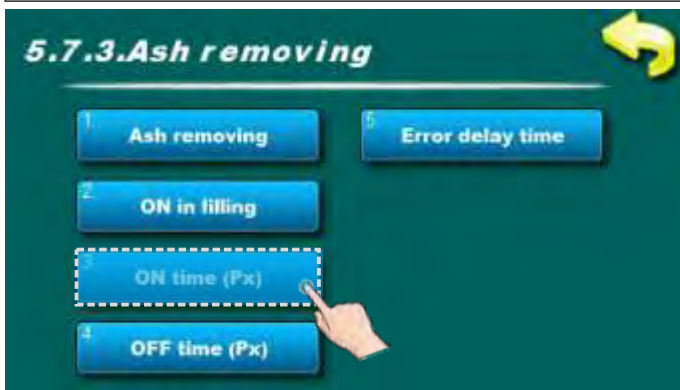 5.7.3.Ash removing
1 Ash removing
2 ON in filling
3 ON time (Px)
4 OFF time (Px)
5 Error delay time